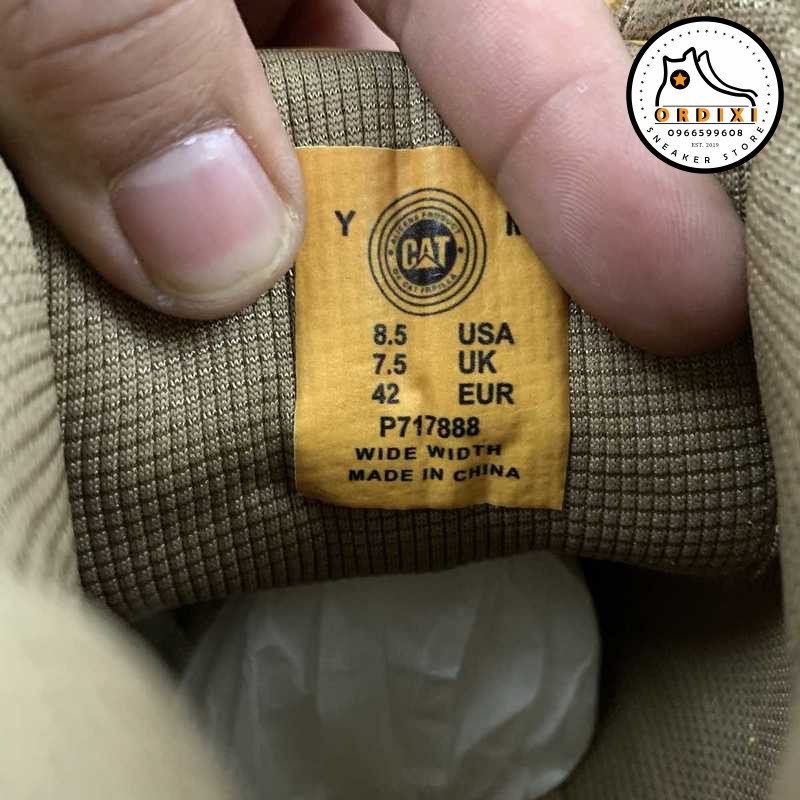 ORDIXI
0966599608
EST. 2019
SNEAKER STORE
Y M
CAT
8.5 USA
7.5 UK
42 EUR
P717888
WIDE WIDTH
MADE IN CHINA